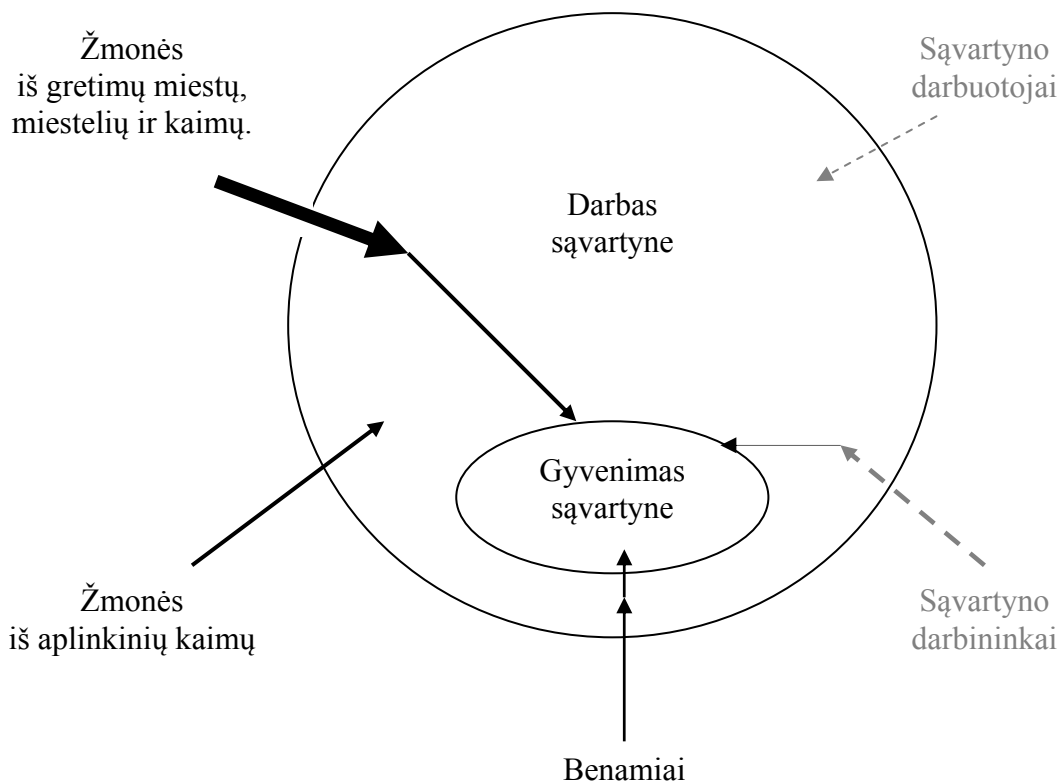 Žmonės
iš gretimų miestų,
miestelių ir kaimų.
Sąvartyno
darbuotojai
Darbas
sąvartyne
Gyvenimas
sąvartyne
Žmonės
iš aplinkinių kaimų
Sąvartyno
darbininkai
Benamiai